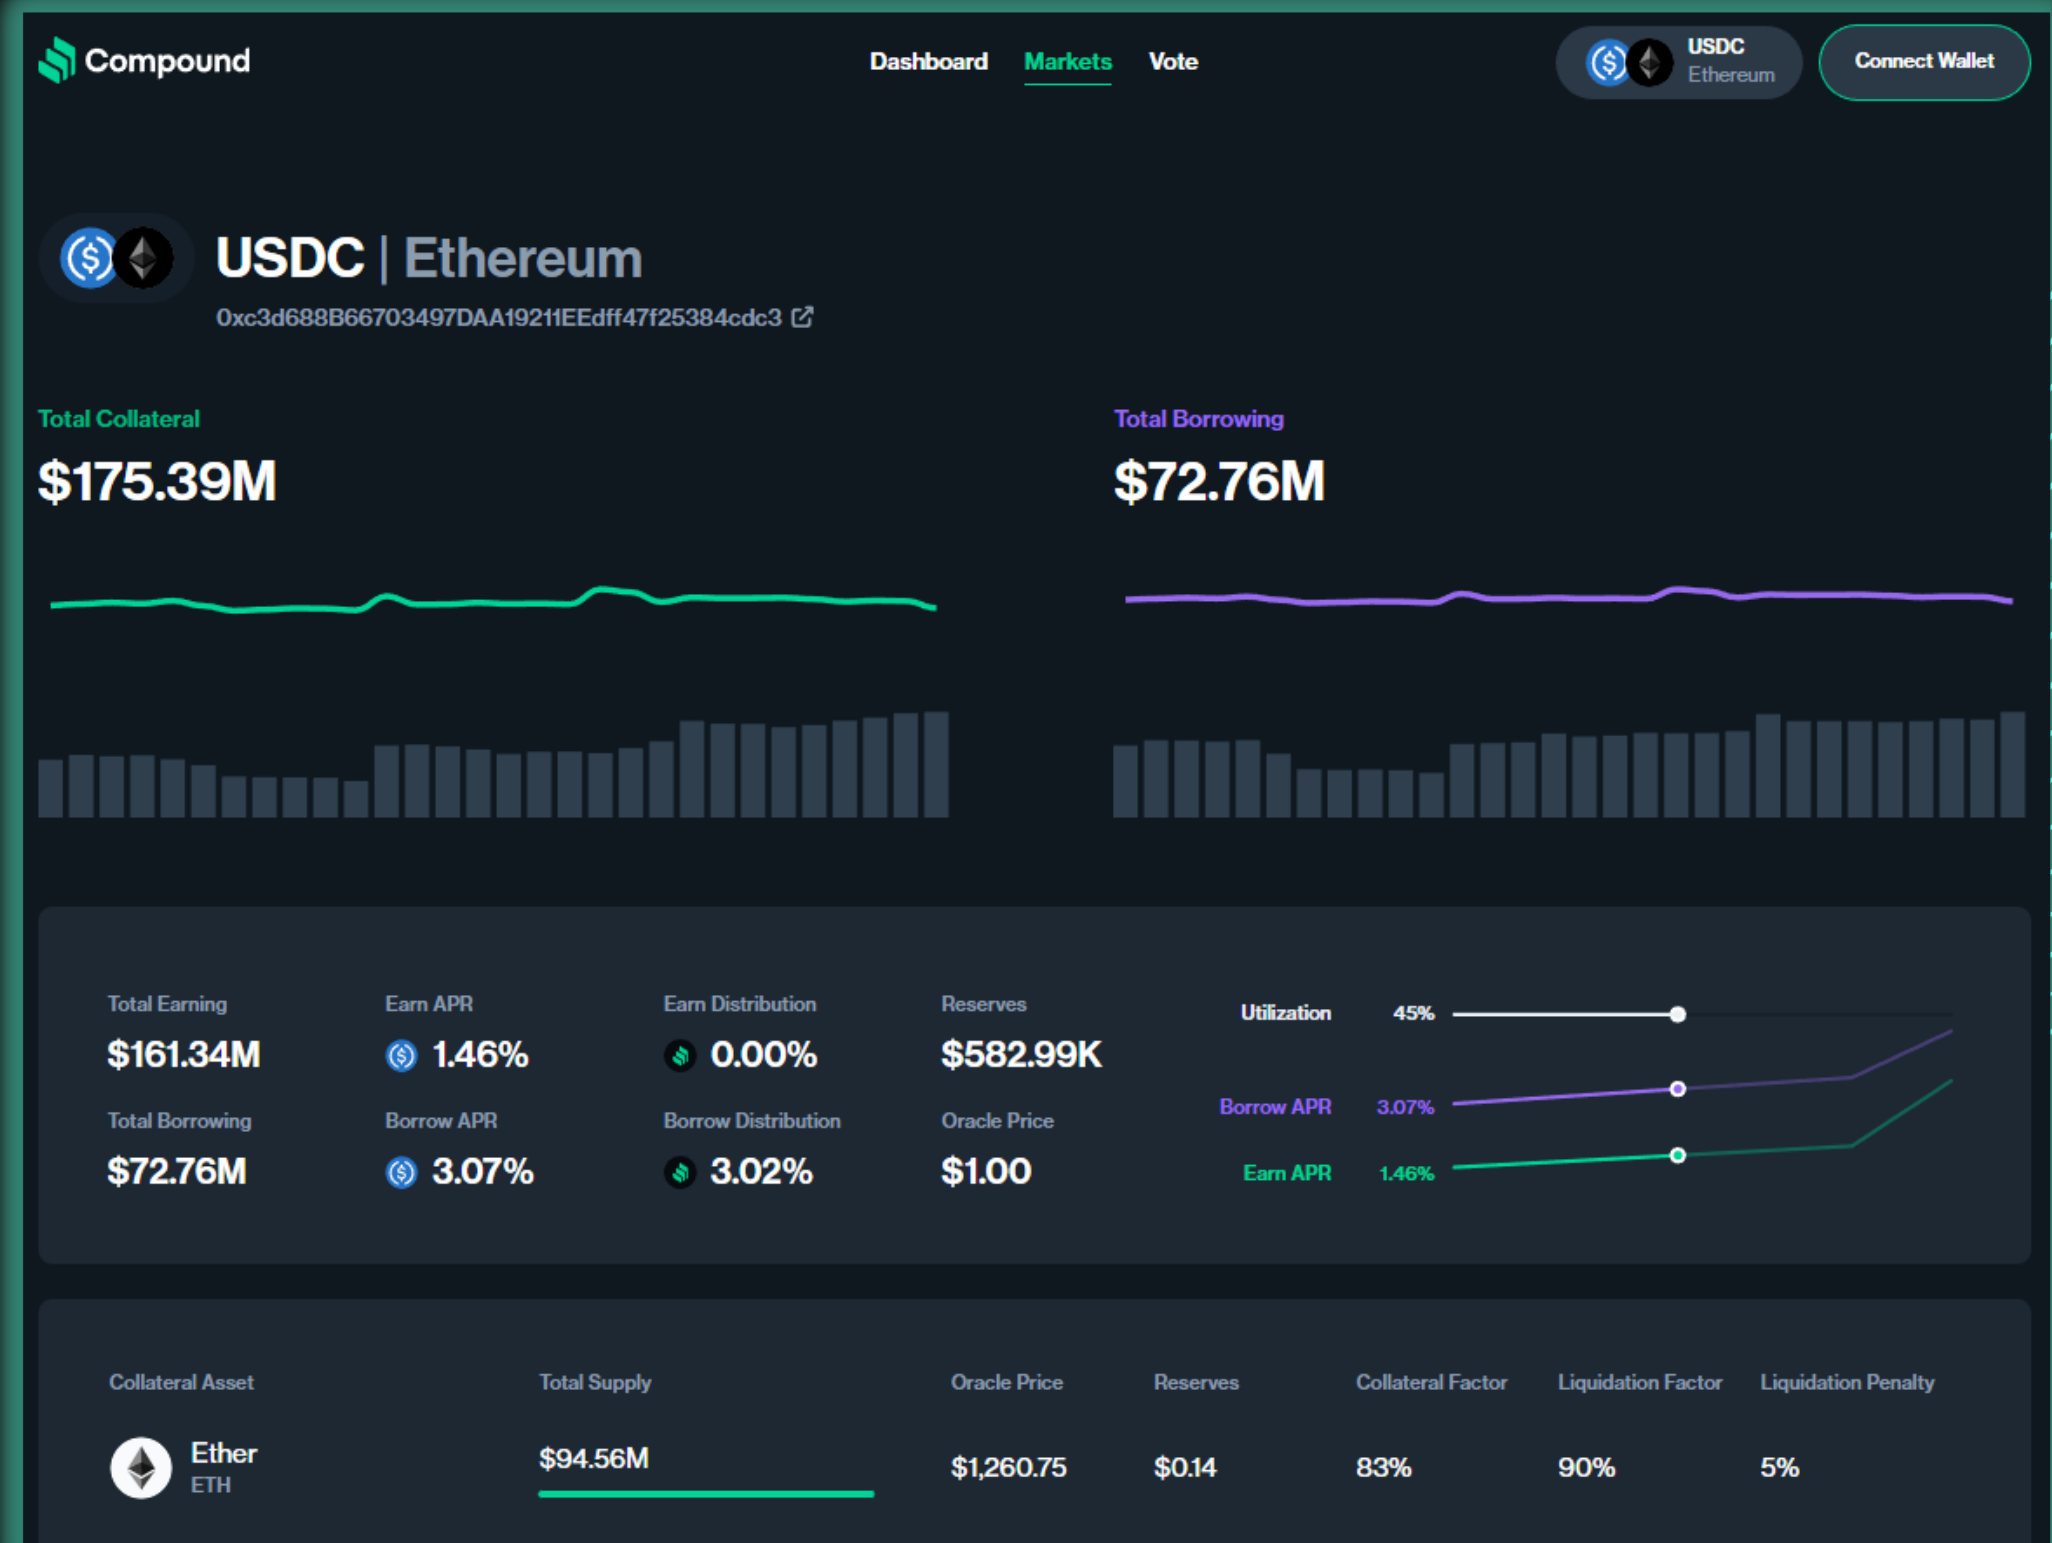 Compound
Dashboard Markets Vote
USDC
Ethereum
Connect Wallet
USDC | Ethereum
0xc3d688B66703497DAA19211EEdff47f25384cdc3
Total Collateral
$175.39M
Total Borrowing
$72.76M
Total Earning
$161.34M
Earn APR
1.46%
Earn Distribution
0.00%
Reserves
$582.99K
Total Borrowing
$72.76M
Borrow APR
3.07%
Borrow Distribution
3.02%
Oracle Price
$1.00
Utilization 45%
Borrow APR 3.07%
Earn APR 1.46%
Collateral Asset Total Supply Oracle Price Reserves Collateral Factor Liquidation Factor Liquidation Penalty
Ether
ETH
$94.56M $1,260.75 $0.14 83% 90% 5%